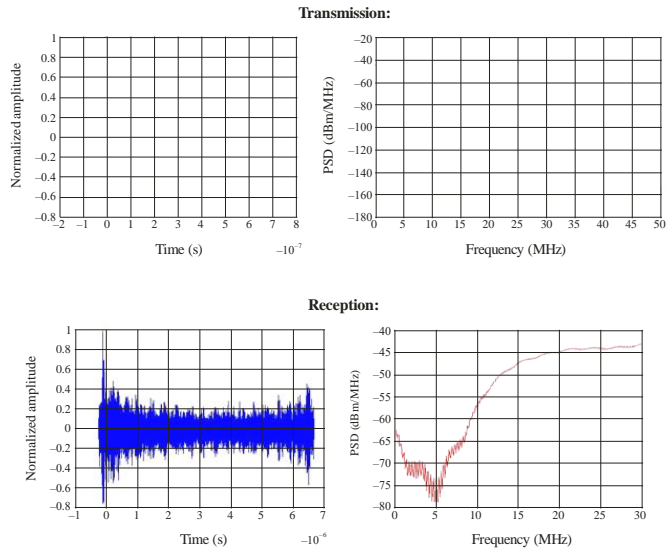 Transmission:
Normalized amplitude
1
0.8
0.6
0.4
0.2
0
–0.2
–0.4
–0.6
–0.8
–2 –1 0 1 2 3 4 5 6 7 8
Time (s)
–10⁻⁷
PSD (dBm/MHz)
–20
–40
–60
–80
–100
–120
–140
–160
–180
0 5 10 15 20 25 30 35 40 45 50
Frequency (MHz)
Reception:
Normalized amplitude
1
0.8
0.6
0.4
0.2
0
–0.2
–0.4
–0.6
–0.8
–1 0 1 2 3 4 5 6 7
Time (s)
–10⁻⁶
PSD (dBm/MHz)
–40
–45
–50
–55
–60
–65
–70
–75
–80
0 5 10 15 20 25 30
Frequency (MHz)